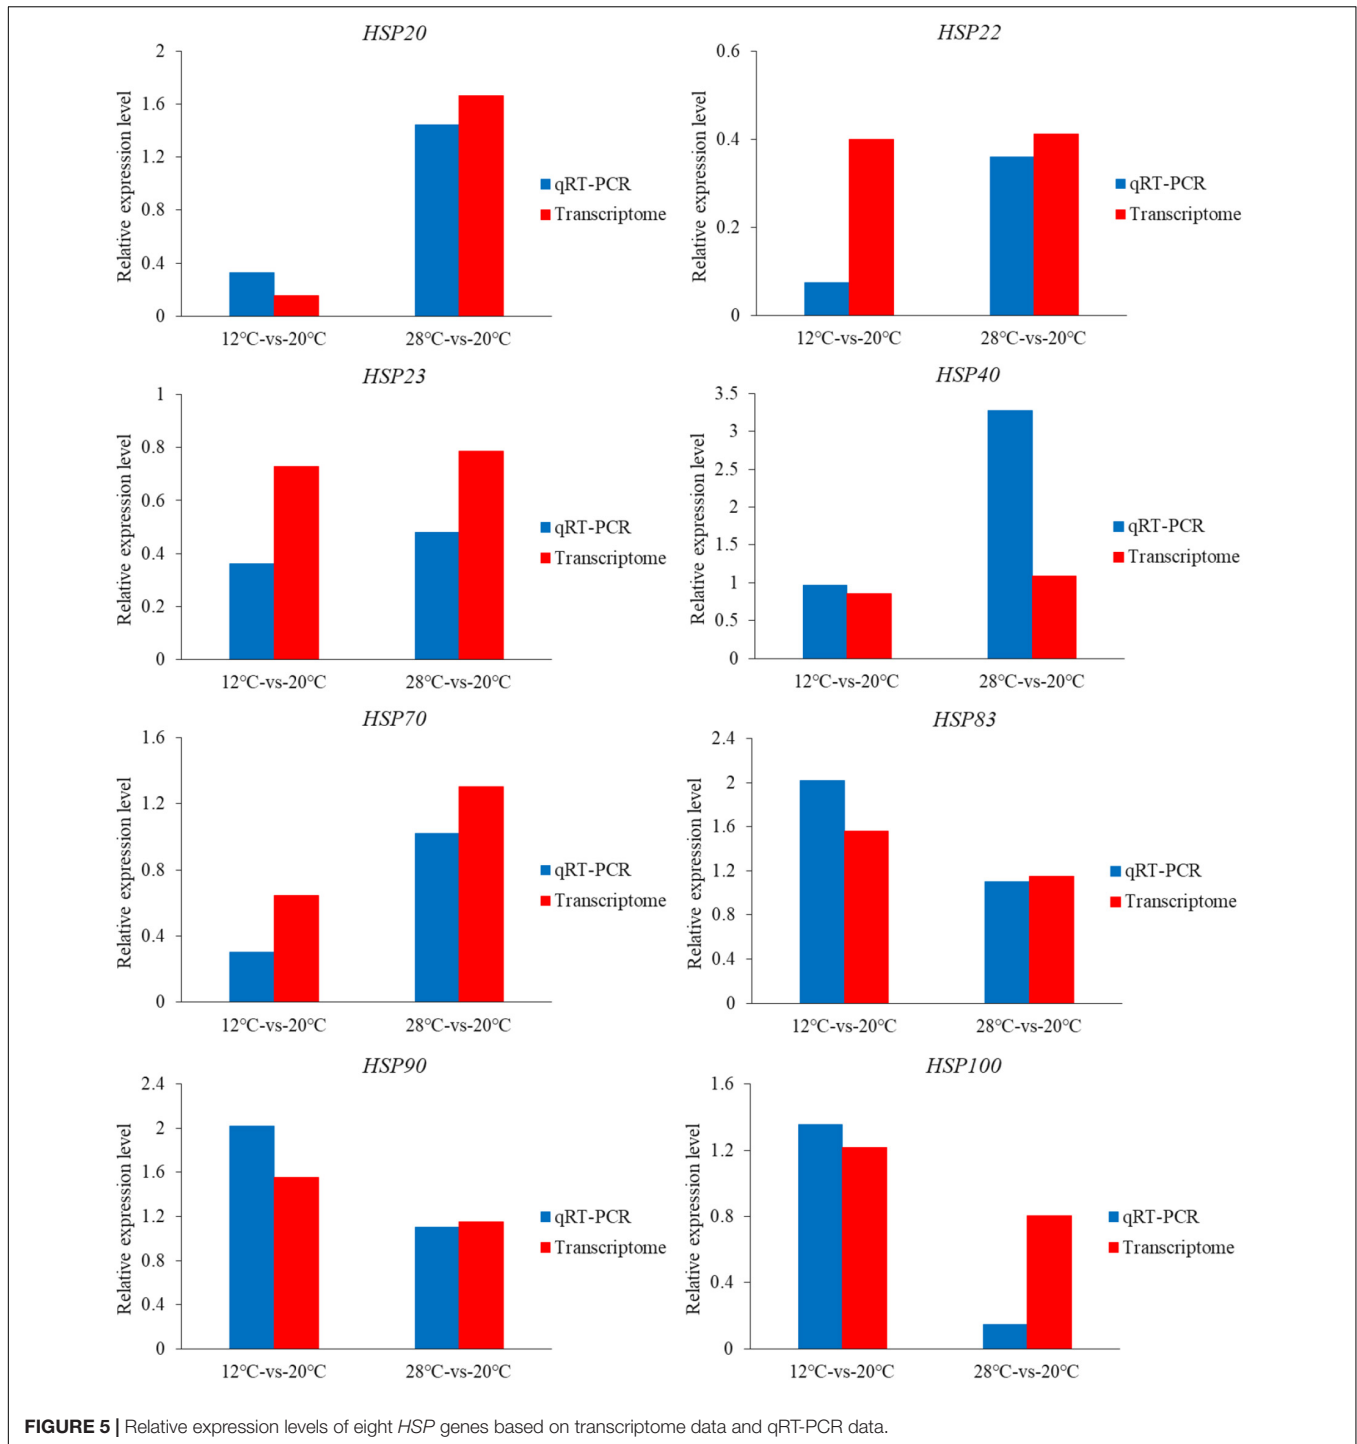 HSP20
Relative expression level
2
1.6
1.2
0.8
0.4
0
12°C-vs-20°C 28°C-vs-20°C
qRT-PCR
Transcriptome
HSP22
Relative expression level
0.6
0.4
0.2
0
12°C-vs-20°C 28°C-vs-20°C
qRT-PCR
Transcriptome
HSP23
Relative expression level
1
0.8
0.6
0.4
0.2
0
12°C-vs-20°C 28°C-vs-20°C
qRT-PCR
Transcriptome
HSP40
Relative expression level
3.5
3
2.5
2
1.5
1
0.5
0
12°C-vs-20°C 28°C-vs-20°C
qRT-PCR
Transcriptome
HSP70
Relative expression level
1.6
1.2
0.8
0.4
0
12°C-vs-20°C 28°C-vs-20°C
qRT-PCR
Transcriptome
HSP83
Relative expression level
2.4
2
1.6
1.2
0.8
0.4
0
12°C-vs-20°C 28°C-vs-20°C
qRT-PCR
Transcriptome
HSP90
Relative expression level
2.4
2
1.6
1.2
0.8
0.4
0
12°C-vs-20°C 28°C-vs-20°C
qRT-PCR
Transcriptome
HSP100
Relative expression level
1.6
1.2
0.8
0.4
0
12°C-vs-20°C 28°C-vs-20°C
qRT-PCR
Transcriptome
FIGURE 5 | Relative expression levels of eight HSP genes based on transcriptome data and qRT-PCR data.